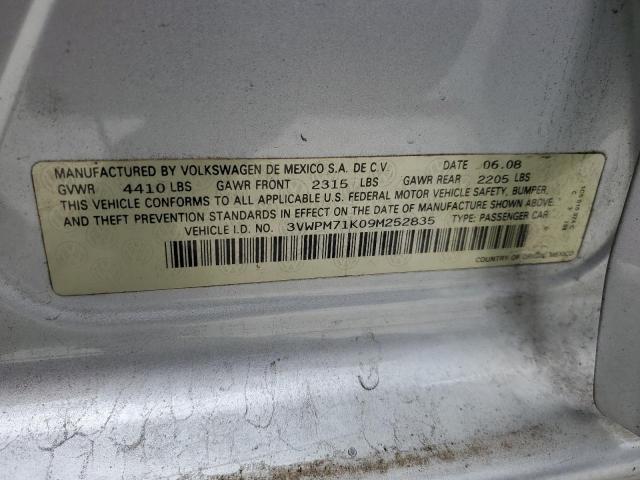 MANUFACTURED BY VOLKSWAGEN DE MEXICO S.A. DE C.V. DATE 06.08
GVWR 4410 LBS GAWR FRONT 2315 LBS GAWR REAR 2205 LBS
THIS VEHICLE CONFORMS TO ALL APPLICABLE U.S. FEDERAL MOTOR VEHICLE SAFETY, BUMPER,
AND THEFT PREVENTION STANDARDS IN EFFECT ON THE DATE OF MANUFACTURE SHOWN ABOVE.
VEHICLE I.D. NO. 3VWPM71K09M252835 TYPE: PASSENGER CAR
COUNTRY OF ORIGIN: MEXICO